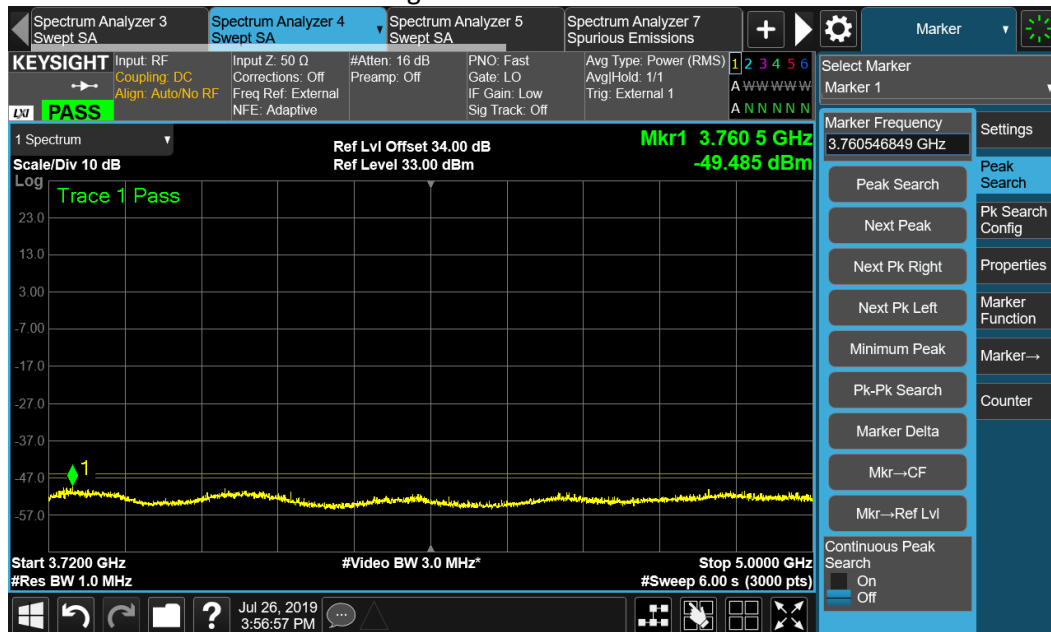 Spectrum Analyzer 3
Swept SA
Spectrum Analyzer 4
Swept SA
Spectrum Analyzer 5
Swept SA
Spectrum Analyzer 7
Spurious Emissions
Marker
KEYSIGHT
LXI PASS
Input: RF
Coupling: DC
Align: Auto/No RF
Input Z: 50 Ω
Corrections: Off
Freq Ref: External
NFE: Adaptive
#Atten: 16 dB
Preamp: Off
PNO: Fast
Gate: LO
IF Gain: Low
Sig Track: Off
Avg Type: Power (RMS)
Avg|Hold: 1/1
Trig: External 1
1 2 3 4 5 6
A W W W W W
A N N N N N
Select Marker
Marker 1
1 Spectrum
Scale/Div 10 dB
Log
Ref Lvl Offset 34.00 dB
Ref Level 33.00 dBm
Mkr1 3.760 5 GHz
-49.485 dBm
Trace 1 Pass
23.0
13.0
3.00
-7.00
-17.0
-27.0
-37.0
-47.0
-57.0
1
Start 3.7200 GHz
#Res BW 1.0 MHz
#Video BW 3.0 MHz*
Stop 5.0000 GHz
#Sweep 6.00 s (3000 pts)
Marker Frequency
3.760546849 GHz
Peak Search
Next Peak
Next Pk Right
Next Pk Left
Minimum Peak
Pk-Pk Search
Marker Delta
Mkr→CF
Mkr→Ref Lvl
Continuous Peak
Search
On
Off
Settings
Peak
Search
Pk Search
Config
Properties
Marker
Function
Marker→
Counter
?
Jul 26, 2019
3:56:57 PM